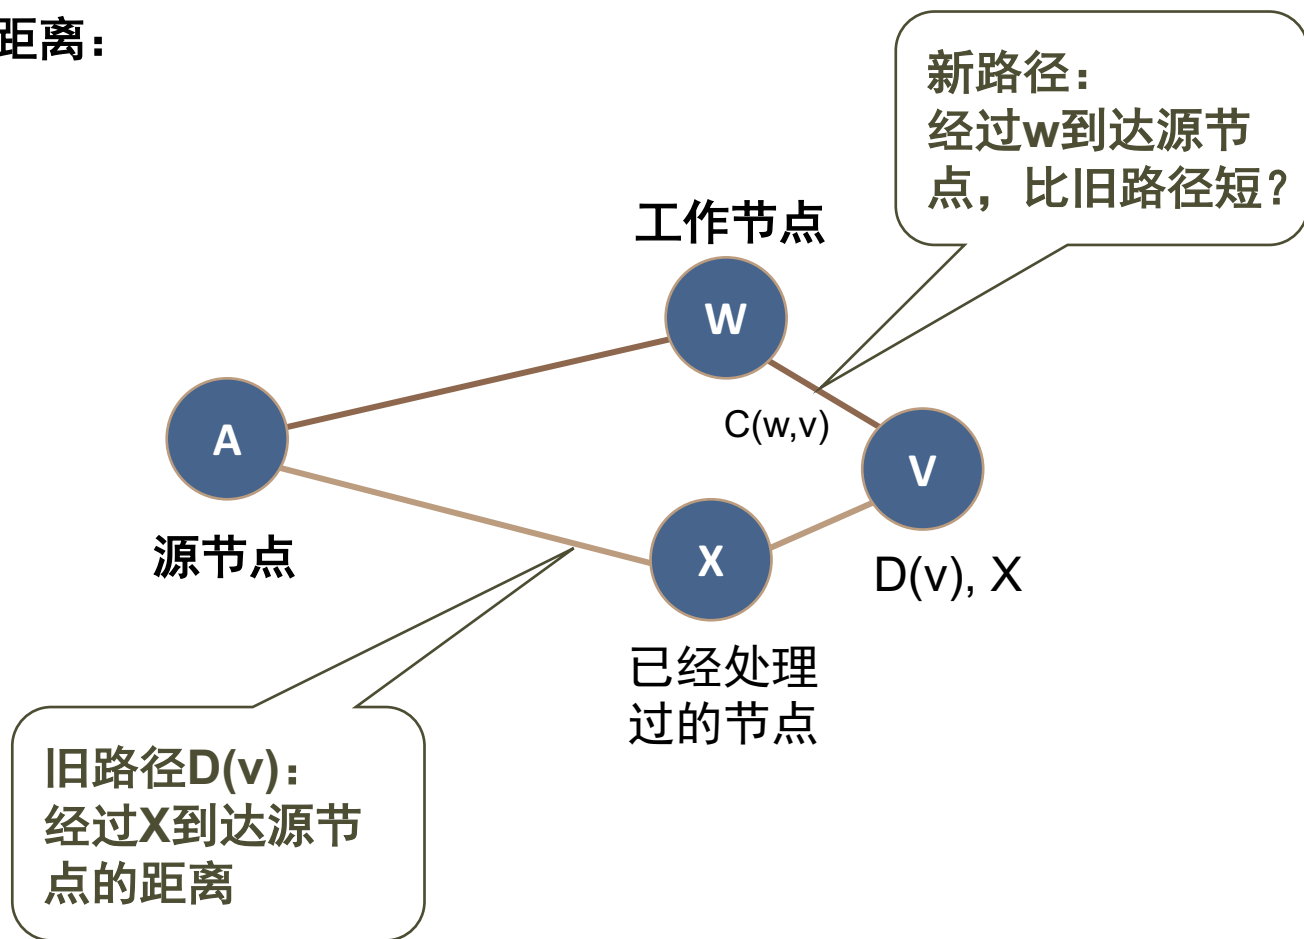 距离：
新路径：
经过w到达源节
点，比旧路径短？
工作节点
W
C(w,v)
A
V
源节点
X
D(v), X
已经处理
过的节点
旧路径D(v)：
经过X到达源节
点的距离